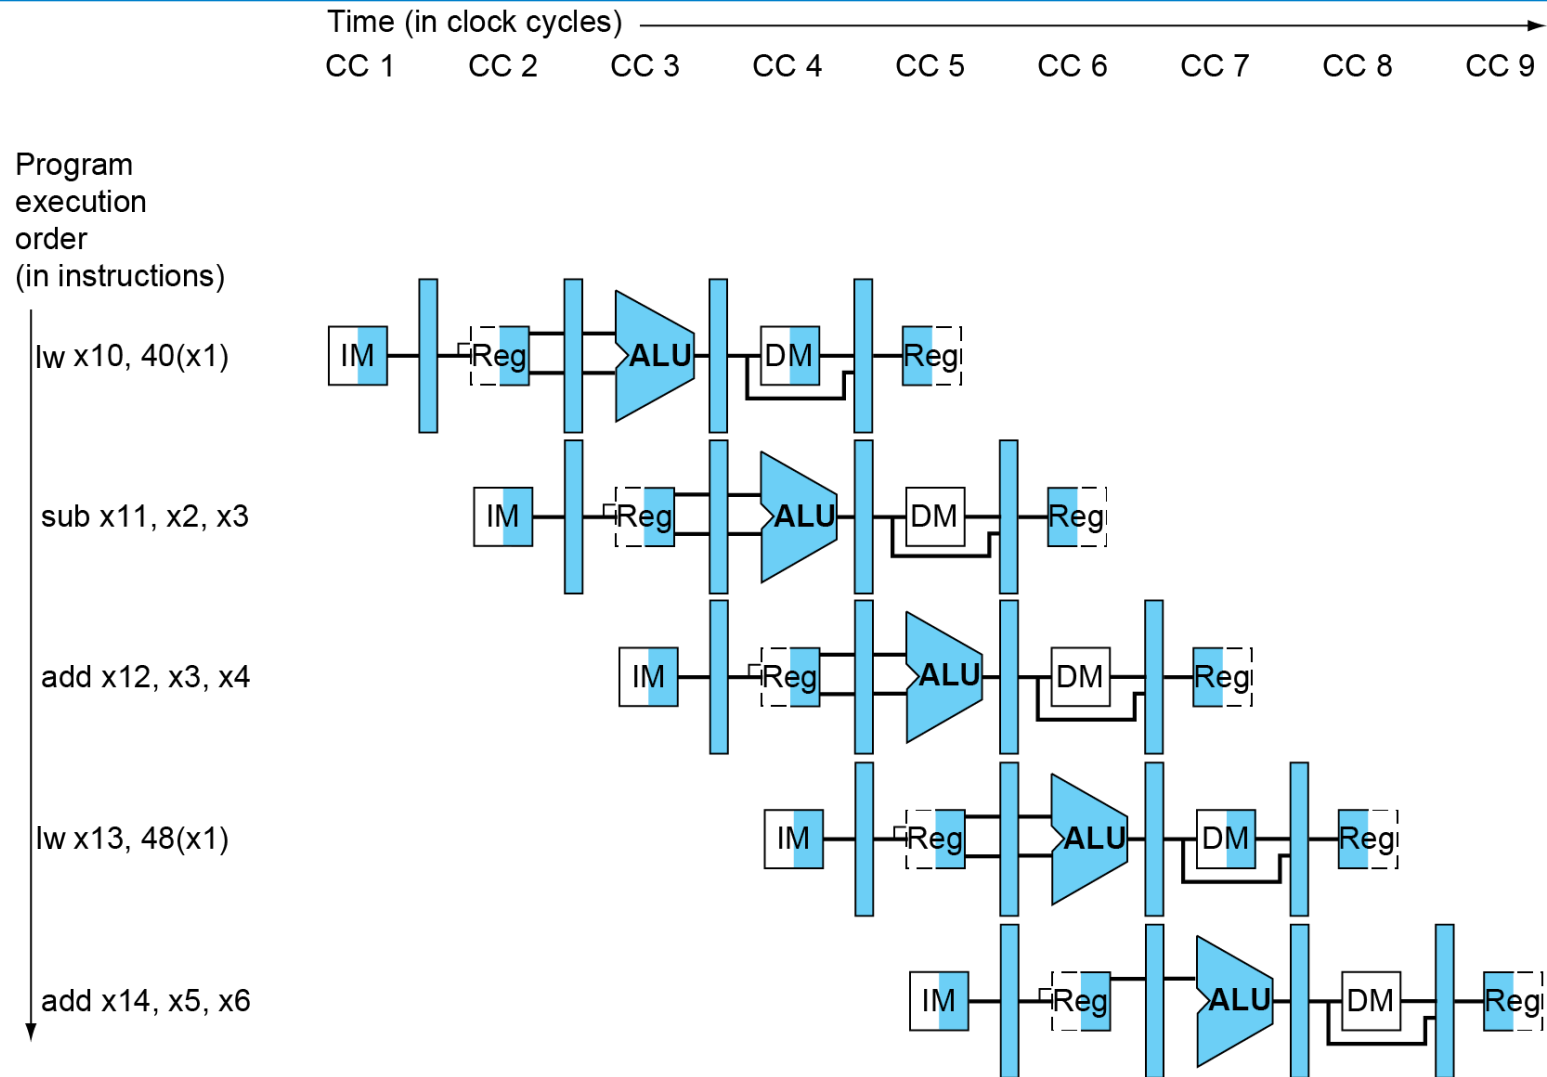 Time (in clock cycles)
CC 1 CC 2 CC 3 CC 4 CC 5 CC 6 CC 7 CC 8 CC 9
Program
execution
order
(in instructions)
lw x10, 40(x1) IM Reg ALU DM Reg
sub x11, x2, x3 IM Reg ALU DM Reg
add x12, x3, x4 IM Reg ALU DM Reg
lw x13, 48(x1) IM Reg ALU DM Reg
add x14, x5, x6 IM Reg ALU DM Reg